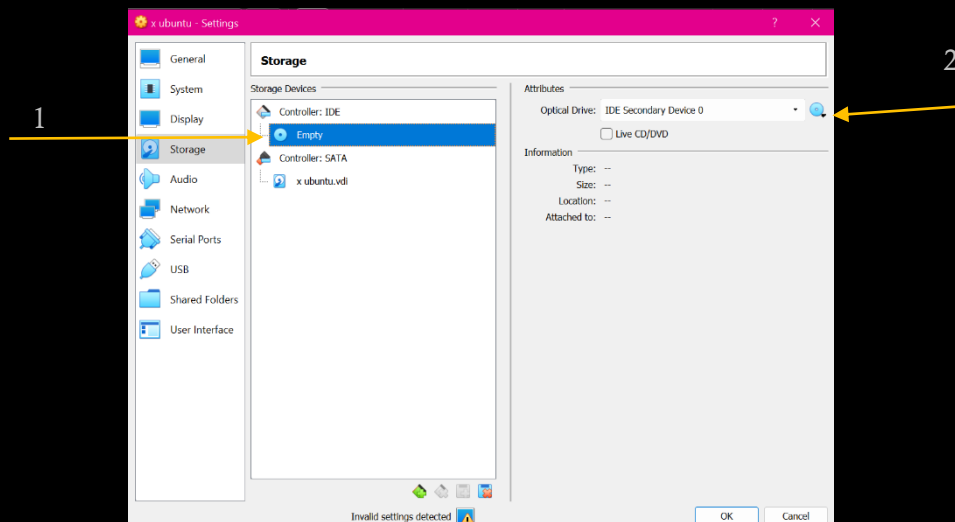 x ubuntu - Settings ? ×
General
System
Display
Storage
Audio
Network
Serial Ports
USB
Shared Folders
User Interface
Storage
Storage Devices
Controller: IDE
Empty
Controller: SATA
x ubuntu.vdi
Attributes
Optical Drive: IDE Secondary Device 0
Live CD/DVD
Information
Type: --
Size: --
Location: --
Attached to: --
Invalid settings detected
OK Cancel
1
2